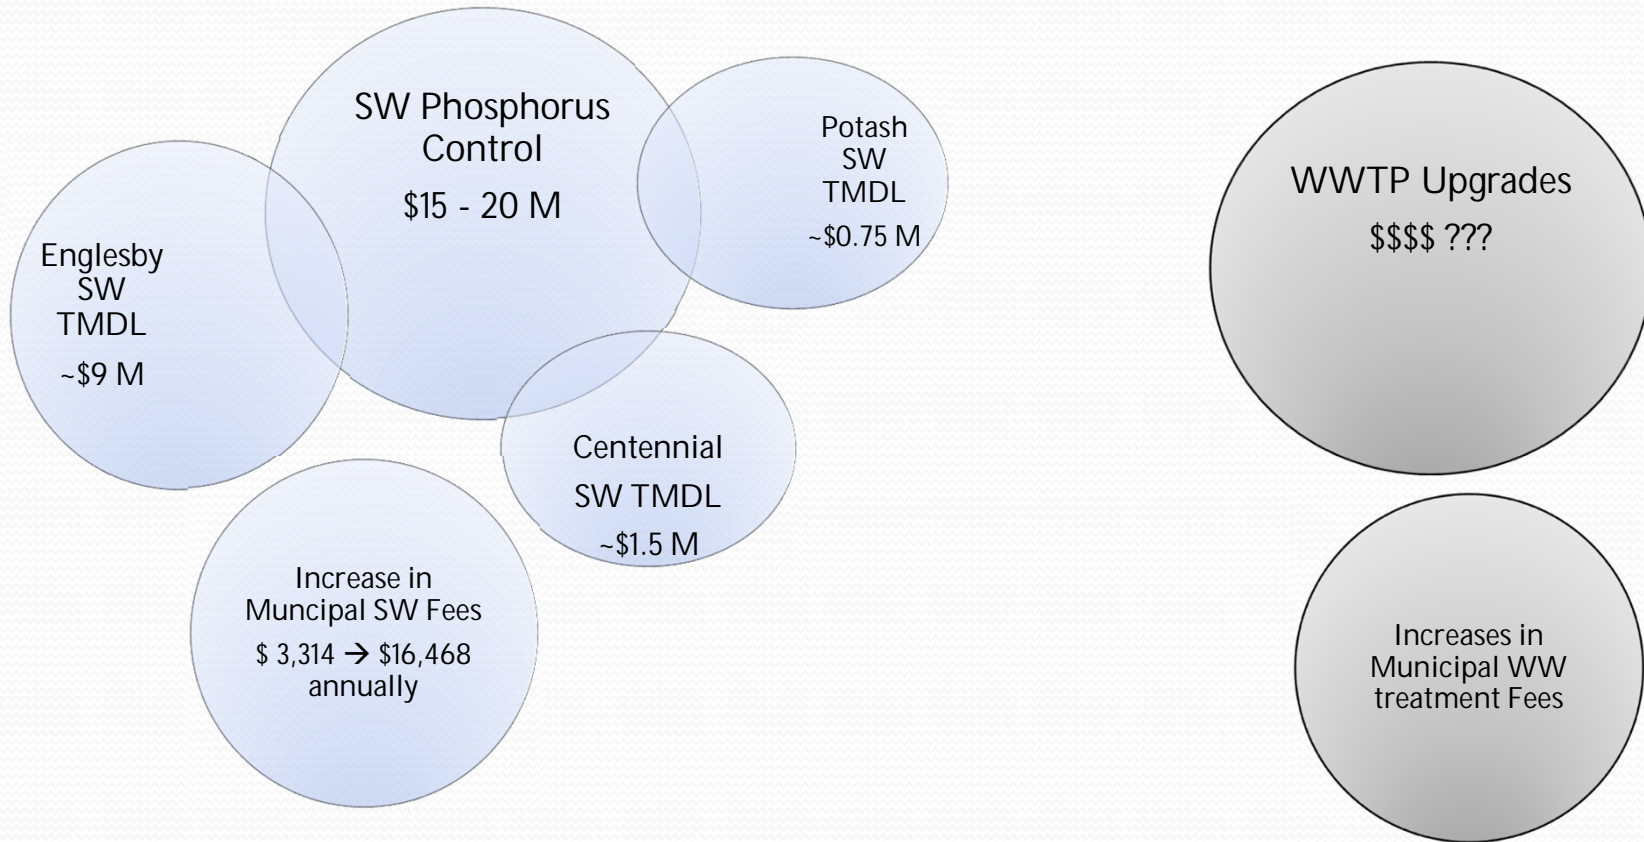 SW Phosphorus
Control
$15 - 20 M
Potash
SW
TMDL
~$0.75 M
Englesby
SW
TMDL
~$9 M
Centennial
SW TMDL
~$1.5 M
Increase in
Muncipal SW Fees
$ 3,314 → $16,468
annually
WWTP Upgrades
$$$$ ???
Increases in
Municipal WW
treatment Fees